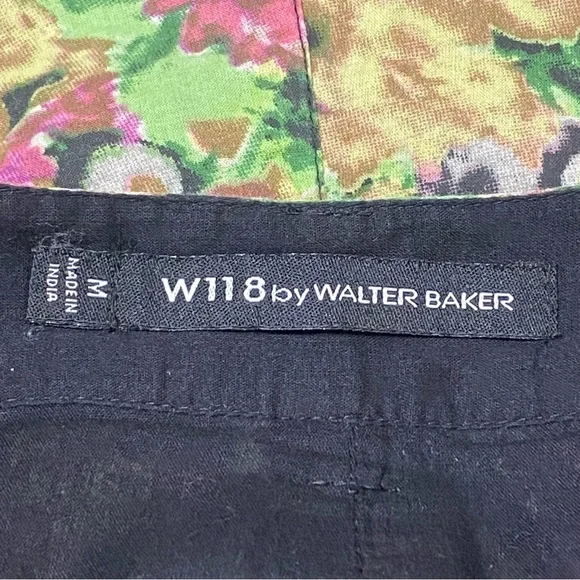 W118 by WALTER BAKER
M
MADE IN
INDIA